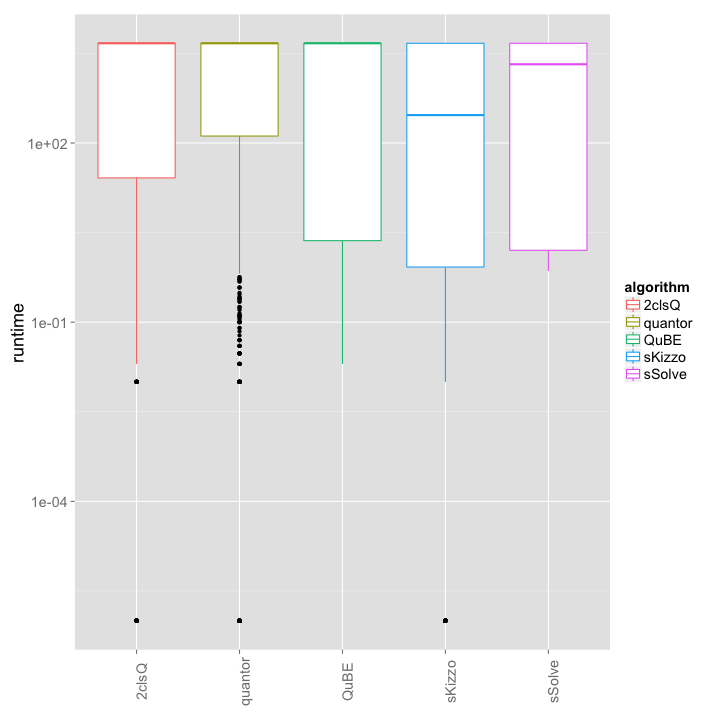 runtime
1e+02
1e-01
1e-04
2clsQ
quantor
QuBE
sKizzo
sSolve
algorithm
2clsQ
quantor
QuBE
sKizzo
sSolve